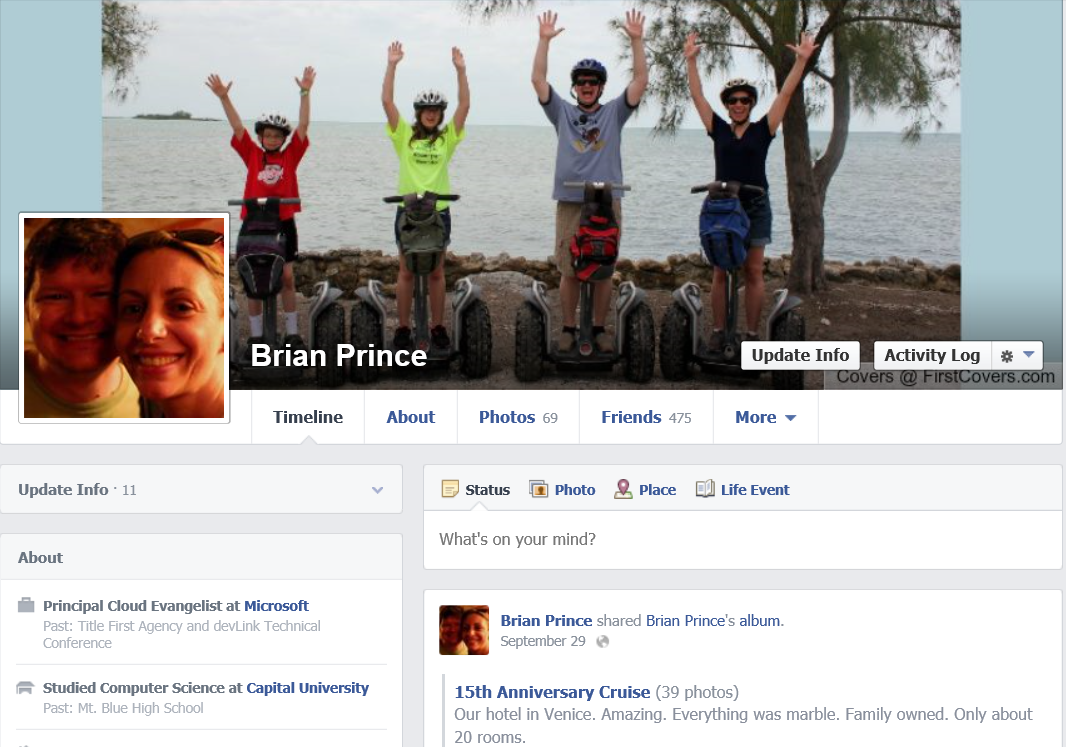 Brian Prince
Update Info
Activity Log
Covers @ FirstCovers.com
Timeline
About
Photos 69
Friends 475
More
Update Info · 11
About
Principal Cloud Evangelist at Microsoft
Past: Title First Agency and devLink Technical
Conference
Studied Computer Science at Capital University
Past: Mt. Blue High School
Status
Photo
Place
Life Event
What's on your mind?
Brian Prince shared Brian Prince's album.
September 29
15th Anniversary Cruise (39 photos)
Our hotel in Venice. Amazing. Everything was marble. Family owned. Only about
20 rooms.